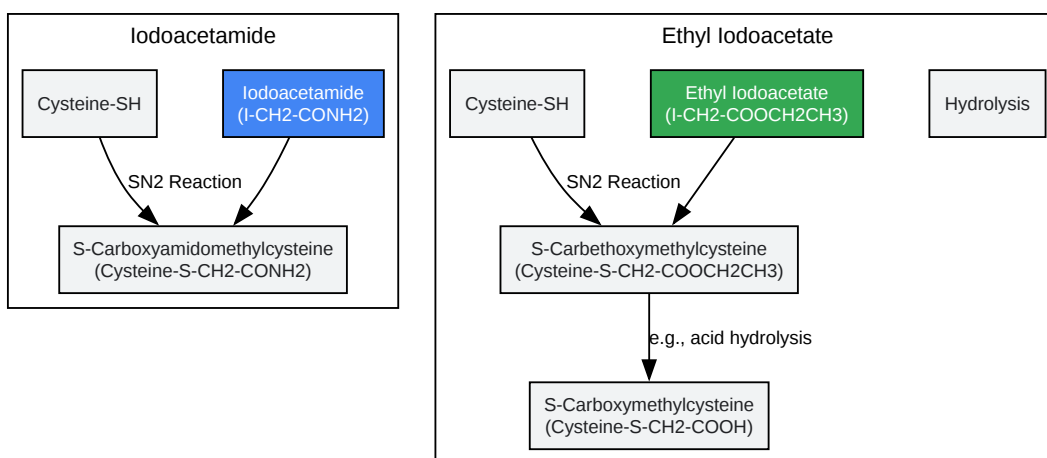 Iodoacetamide
Cysteine-SH
Iodoacetamide
(I-CH2-CONH2)
SN2 Reaction
S-Carboxyamidomethylcysteine
(Cysteine-S-CH2-CONH2)
Ethyl Iodoacetate
Cysteine-SH
Ethyl Iodoacetate
(I-CH2-COOCH2CH3)
Hydrolysis
SN2 Reaction
S-Carbethoxymethylcysteine
(Cysteine-S-CH2-COOCH2CH3)
e.g., acid hydrolysis
S-Carboxymethylcysteine
(Cysteine-S-CH2-COOH)